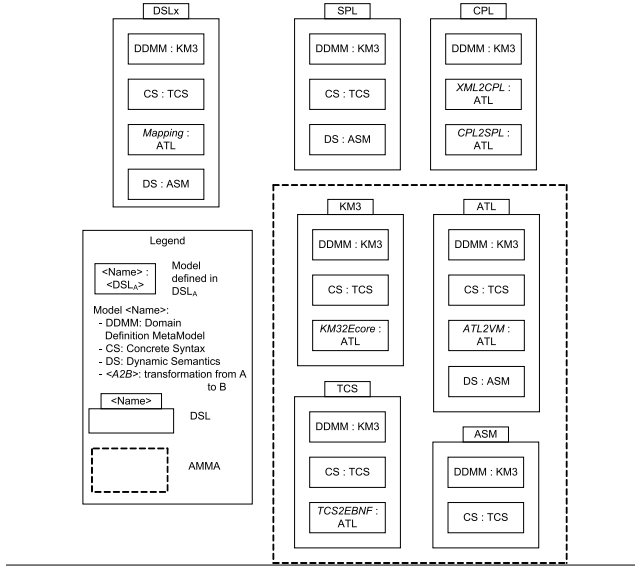 DSLx
DDMM : KM3
CS : TCS
Mapping :
ATL
DS : ASM
SPL
DDMM : KM3
CS : TCS
DS : ASM
CPL
DDMM : KM3
XML2CPL :
ATL
CPL2SPL :
ATL
KM3
DDMM : KM3
CS : TCS
KM32Ecore :
ATL
ATL
DDMM : KM3
CS : TCS
ATL2VM :
ATL
DS : ASM
TCS
DDMM : KM3
CS : TCS
TCS2EBNF :
ATL
ASM
DDMM : KM3
CS : TCS
Legend
<Name> :
<DSLA>
Model
defined in
DSLA
Model <Name>:
- DDMM: Domain
Definition MetaModel
- CS: Concrete Syntax
- DS: Dynamic Semantics
- <A2B>: transformation from A
to B
<Name>
DSL
AMMA